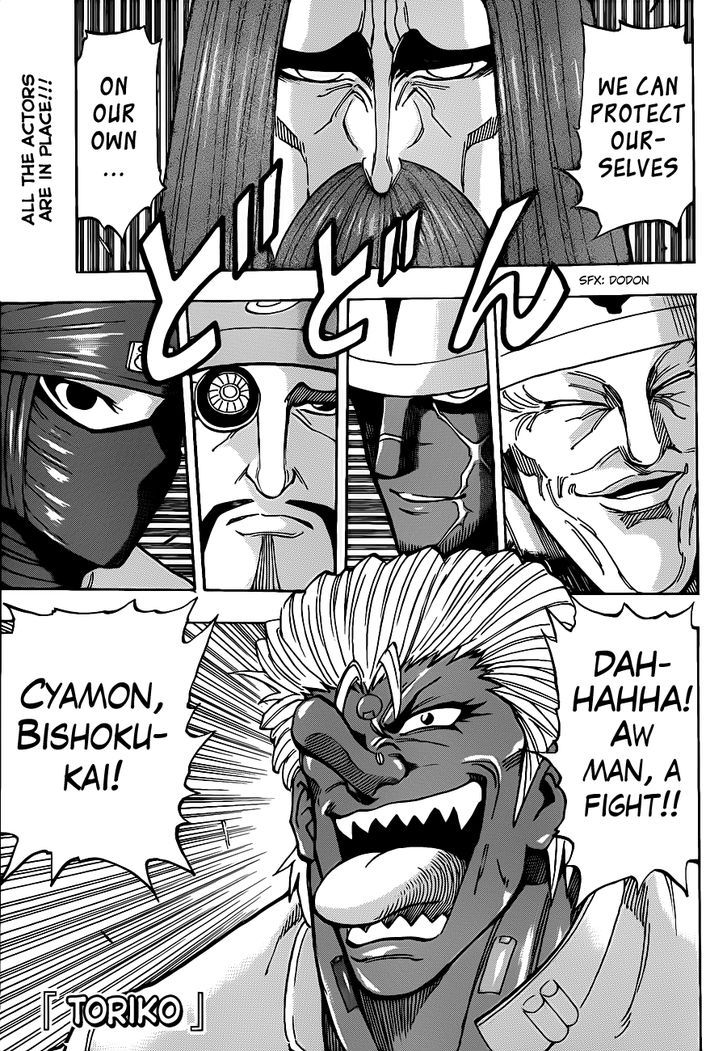 WE CAN
PROTECT
OUR-
SELVES
ON
OUR
OWN
...
ALL THE ACTORS
ARE IN PLACE!!!
どどん
SFX: DODON
DAH-
HAHHA!
AW
MAN, A
FIGHT!!
CYAMON,
BISHOKU-
KAI!
『TORIKO』